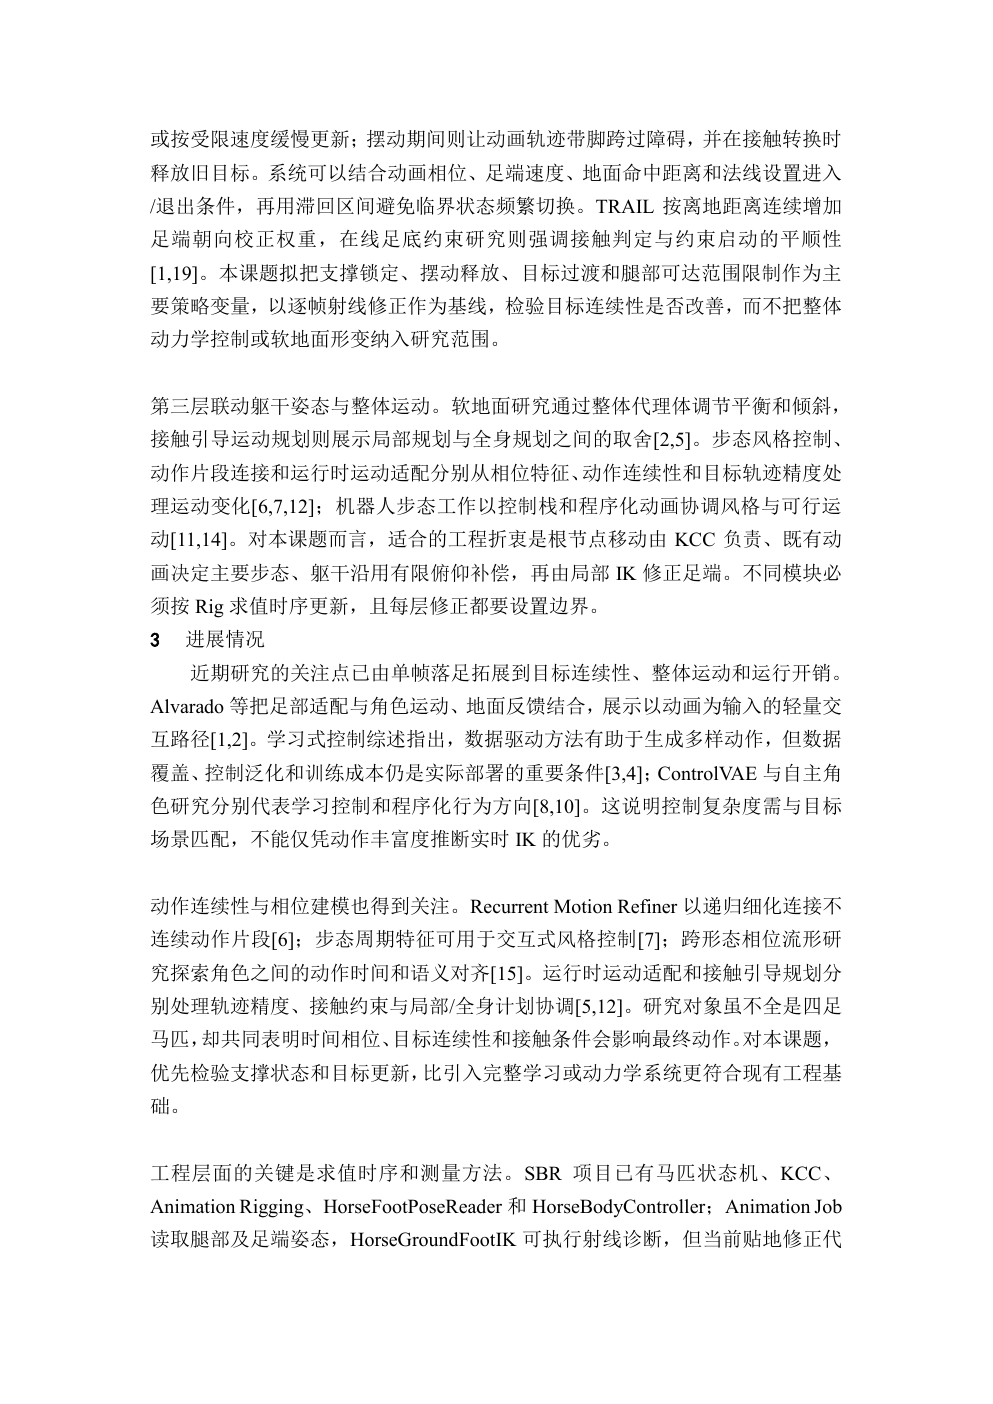 或按受限速度缓慢更新；摆动期间则让动画轨迹带脚跨过障碍，并在接触转换时
释放旧目标。系统可以结合动画相位、足端速度、地面命中距离和法线设置进入
/退出条件，再用滞回区间避免临界状态频繁切换。TRAIL 按离地距离连续增加
足端朝向校正权重，在线足底约束研究则强调接触判定与约束启动的平顺性
[1,19]。本课题拟把支撑锁定、摆动释放、目标过渡和腿部可达范围限制作为主
要策略变量，以逐帧射线修正作为基线，检验目标连续性是否改善，而不把整体
动力学控制或软地面形变纳入研究范围。
第三层联动躯干姿态与整体运动。软地面研究通过整体代理体调节平衡和倾斜，
接触引导运动规划则展示局部规划与全身规划之间的取舍[2,5]。步态风格控制、
动作片段连接和运行时运动适配分别从相位特征、动作连续性和目标轨迹精度处
理运动变化[6,7,12]；机器人步态工作以控制栈和程序化动画协调风格与可行运
动[11,14]。对本课题而言，适合的工程折衷是根节点移动由 KCC 负责、既有动
画决定主要步态、躯干沿用有限俯仰补偿，再由局部 IK 修正足端。不同模块必
须按 Rig 求值时序更新，且每层修正都要设置边界。
3 进展情况
近期研究的关注点已由单帧落足拓展到目标连续性、整体运动和运行开销。
Alvarado 等把足部适配与角色运动、地面反馈结合，展示以动画为输入的轻量交
互路径[1,2]。学习式控制综述指出，数据驱动方法有助于生成多样动作，但数据
覆盖、控制泛化和训练成本仍是实际部署的重要条件[3,4]；ControlVAE 与自主角
色研究分别代表学习控制和程序化行为方向[8,10]。这说明控制复杂度需与目标
场景匹配，不能仅凭动作丰富度推断实时 IK 的优劣。
动作连续性与相位建模也得到关注。Recurrent Motion Refiner 以递归细化连接不
连续动作片段[6]；步态周期特征可用于交互式风格控制[7]；跨形态相位流形研
究探索角色之间的动作时间和语义对齐[15]。运行时运动适配和接触引导规划分
别处理轨迹精度、接触约束与局部/全身计划协调[5,12]。研究对象虽不全是四足
马匹，却共同表明时间相位、目标连续性和接触条件会影响最终动作。对本课题，
优先检验支撑状态和目标更新，比引入完整学习或动力学系统更符合现有工程基
础。
工程层面的关键是求值时序和测量方法。SBR 项目已有马匹状态机、KCC、
Animation Rigging、HorseFootPoseReader 和 HorseBodyController；Animation Job
读取腿部及足端姿态，HorseGroundFootIK 可执行射线诊断，但当前贴地修正代